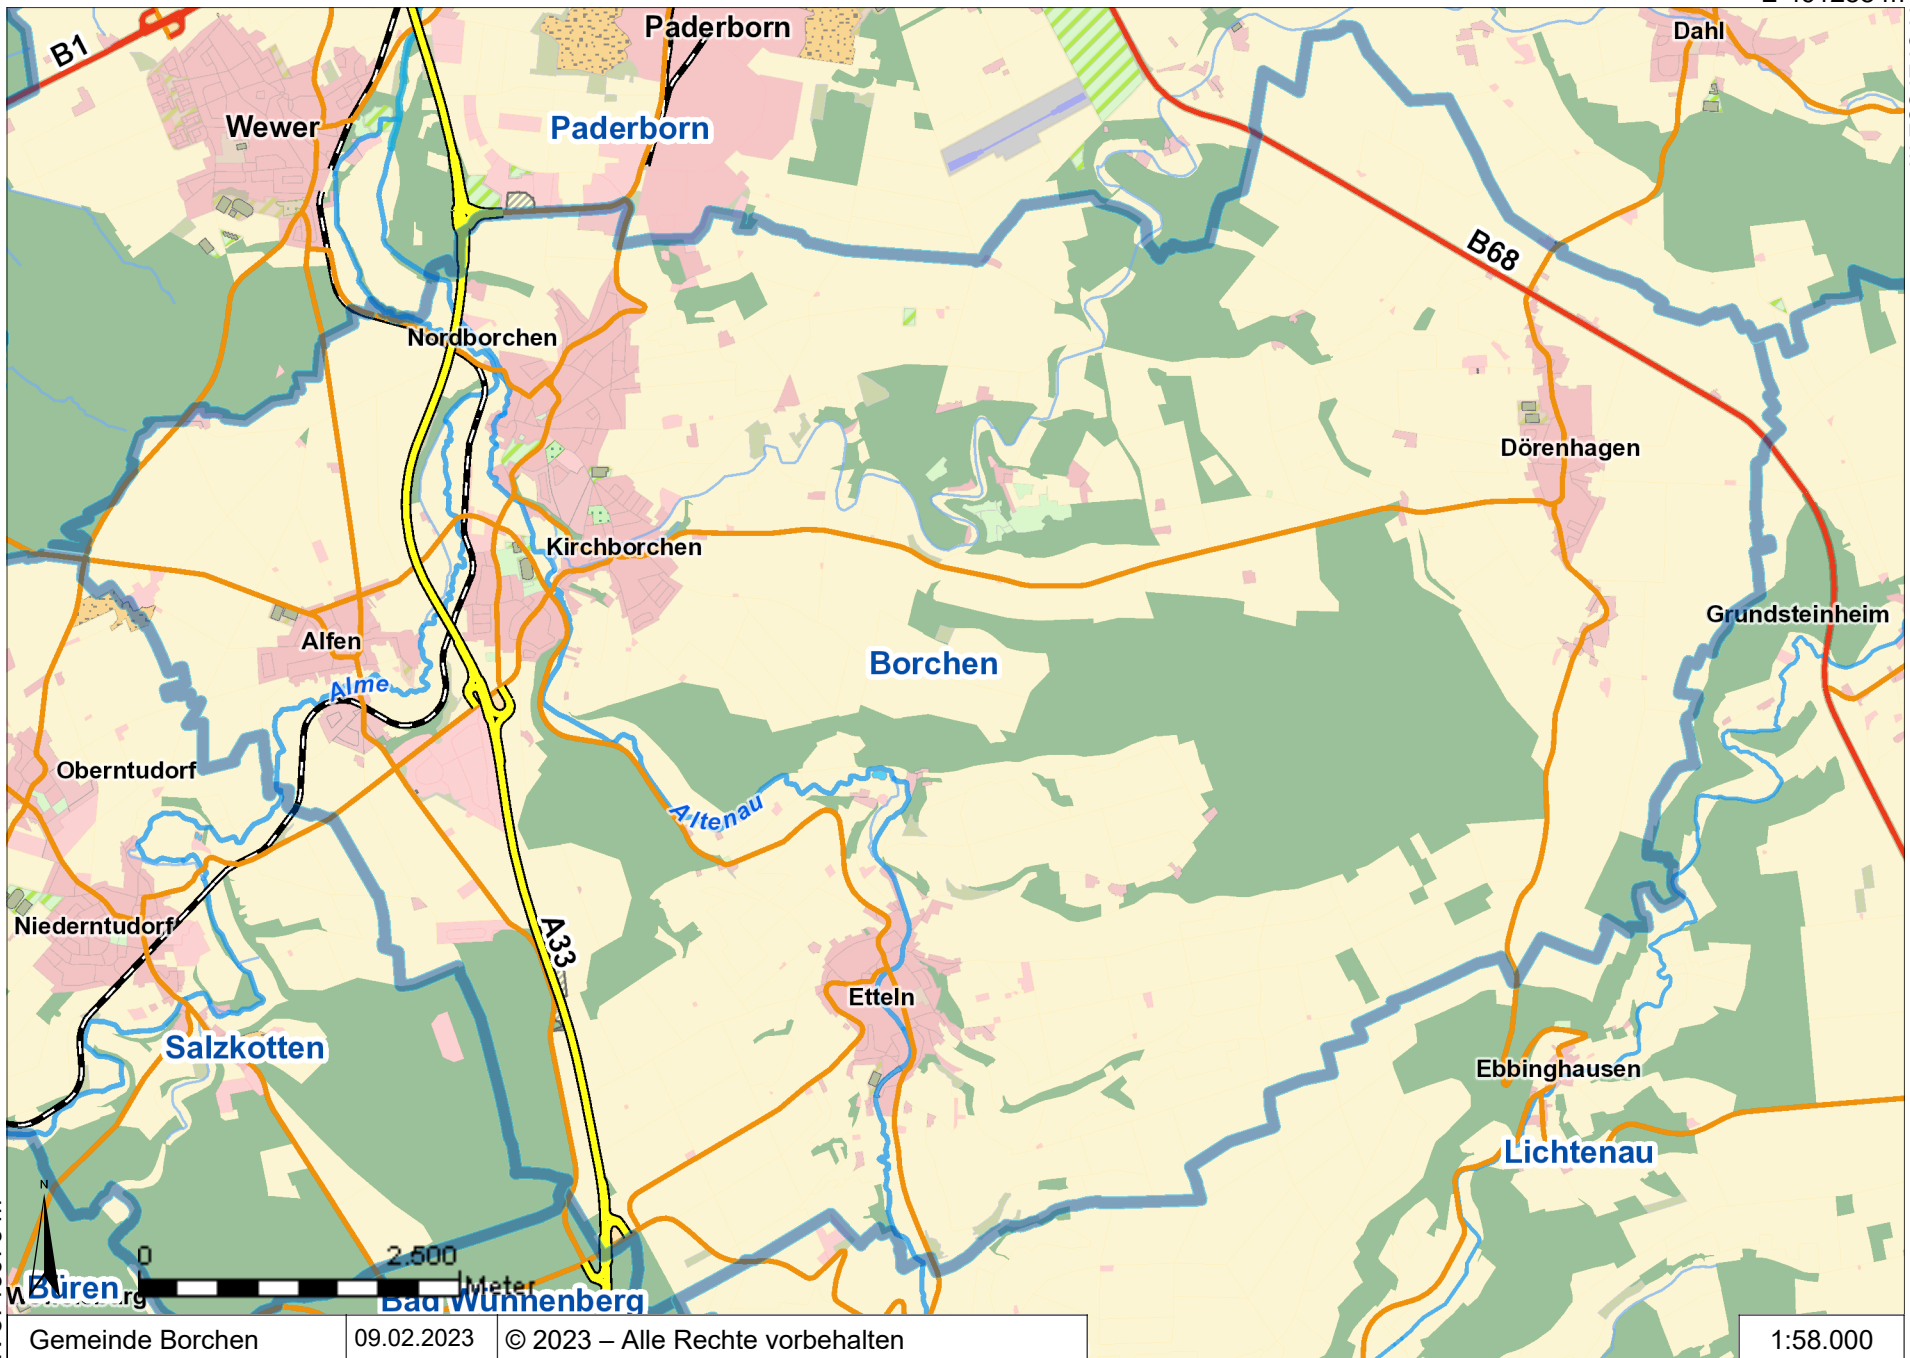 Paderborn
Dahl
B1
Wewer
Paderborn
B68
Nordborchen
Dörenhagen
Kirchborchen
Grundsteinheim
Alfen
Borchen
Alme
Oberntudorf
Altenau
Niederntudorf
A33
Etteln
Salzkotten
Ebbinghausen
Lichtenau
N
0 2.500
Meter
Büren
Bad Wünnenberg
Gemeinde Borchen
09.02.2023
© 2023 – Alle Rechte vorbehalten
1:58.000